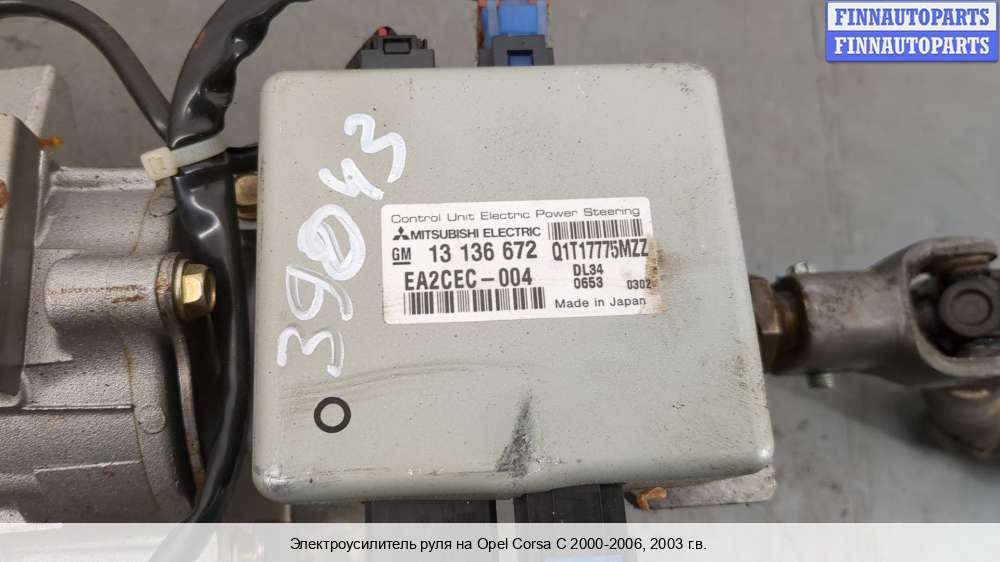 FINNAUTOPARTS
FINNAUTOPARTS
39043
Control Unit Electric Power Steering
MITSUBISHI ELECTRIC
GM 13 136 672 Q1T17775MZZ
EA2CEC-004 DL34
0653 0302
Made in Japan
Электроусилитель руля на Opel Corsa C 2000-2006, 2003 г.в.